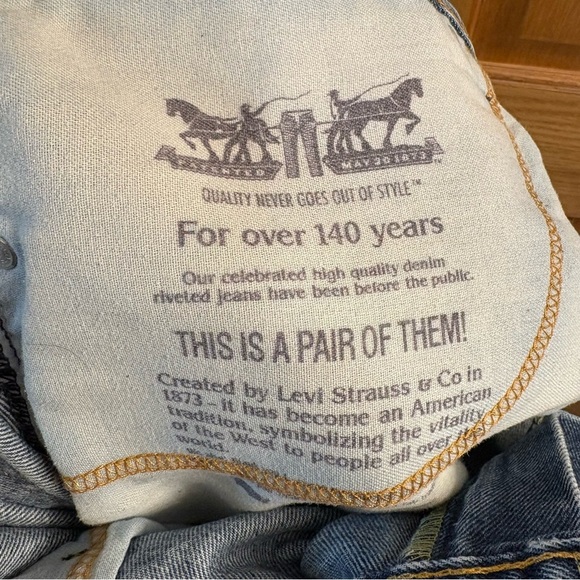 PATENTED MAY 20 1873
QUALITY NEVER GOES OUT OF STYLE™
For over 140 years
Our celebrated high quality denim
riveted jeans have been before the public.
THIS IS A PAIR OF THEM!
Created by Levi Strauss & Co in
1873 - it has become an American
tradition, symbolizing the vitality
of the West to people all over
world.